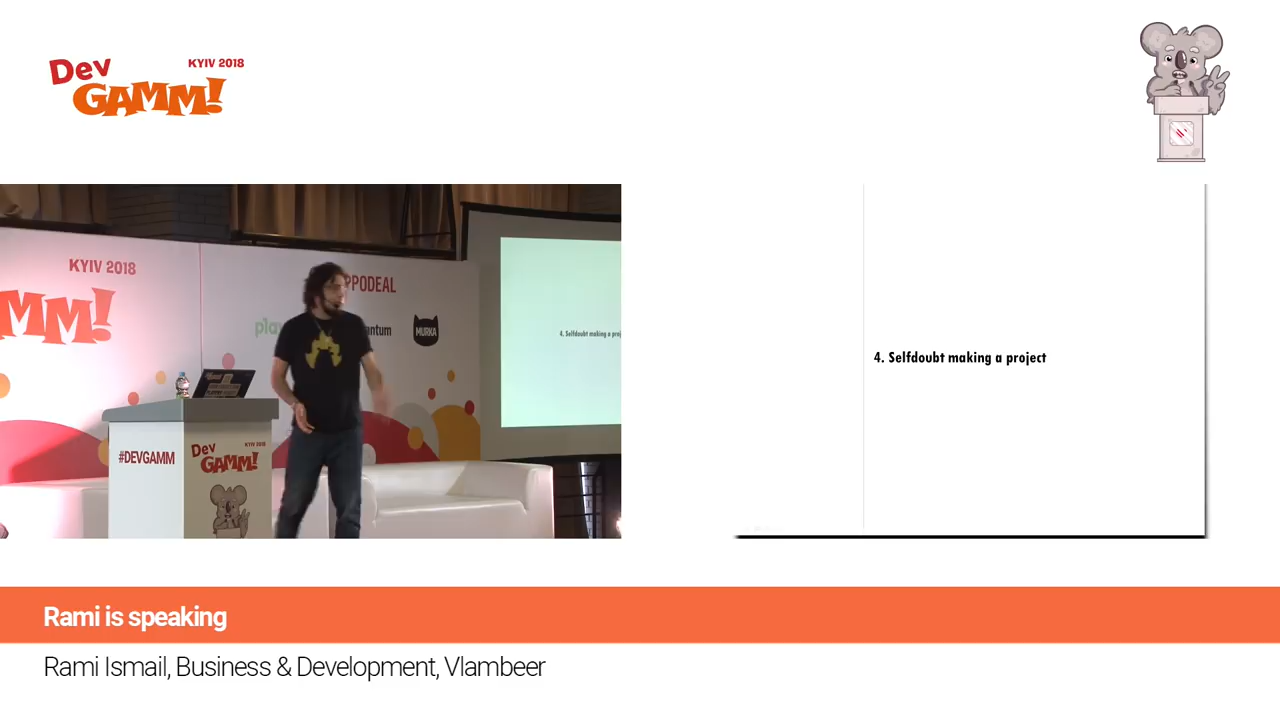 Dev
GAMM!
KYIV 2018
KYIV 2018
MM!
PPODEAL
play
antum
MURKA
4. Selfdoubt making a proj
#DEVGAMM
Dev
GAMM!
KYIV 2018
4. Selfdoubt making a project
Rami is speaking
Rami Ismail, Business & Development, Vlambeer